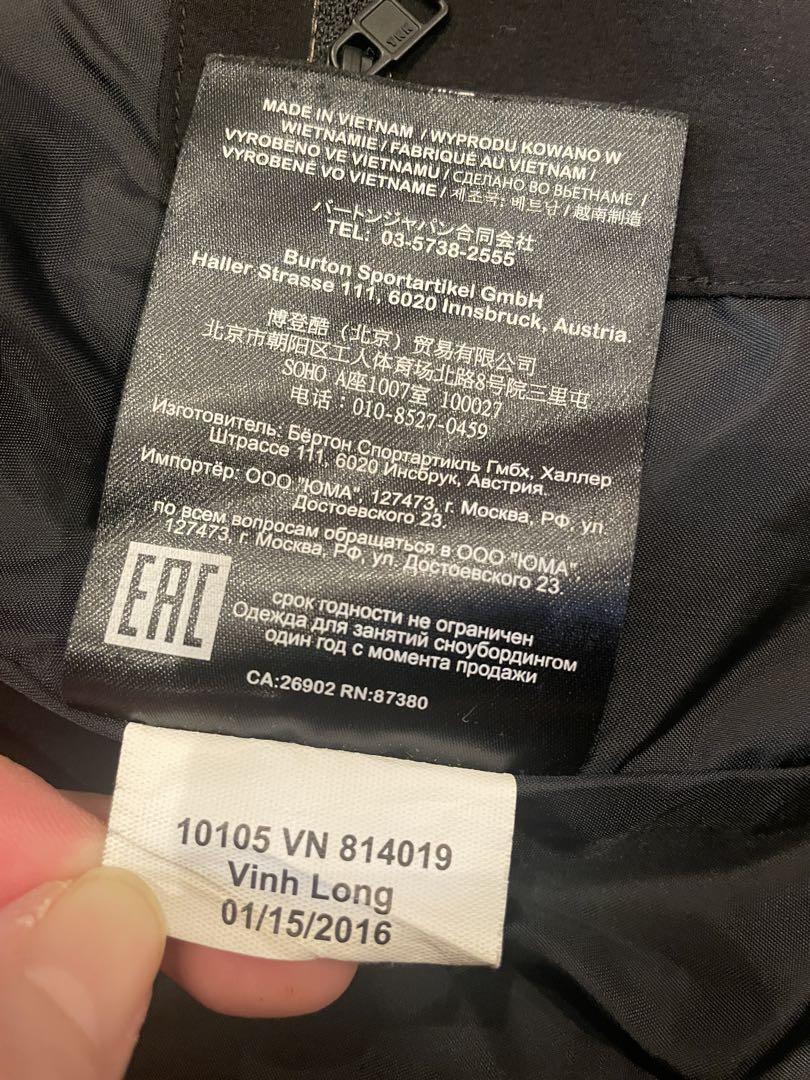 YKK
MADE IN VIETNAM / WYPRODU KOWANO W
WIETNAMIE / FABRIQUÉ AU VIETNAM /
VYROBENO VE VIETNAMU / СДЕЛАНО ВО ВЬЕТНАМЕ /
VYROBENÉ VO VIETNAME / 제조국: 베트남 / 越南制造
バートンジャパン合同会社
TEL: 03-5738-2555
Burton Sportartikel GmbH
Haller Strasse 111, 6020 Innsbruck, Austria.
博登酷（北京）贸易有限公司
北京市朝阳区工人体育场北路8号院三里屯
SOHO A座1007室 100027
电话：010-8527-0459
Изготовитель: Бёртон Спортартикль Гмбх, Халлер
Штрассе 111, 6020 Инсбрук, Австрия.
Импортёр: ООО "ЮМА", 127473, г. Москва, РФ, ул.
Достоевского 23.
по всем вопросам обращаться в ООО "ЮМА",
127473, г. Москва, РФ, ул. Достоевского 23.
EAC
срок годности не ограничен
Одежда для занятий сноубордингом
один год с момента продажи
CA:26902 RN:87380
10105 VN 814019
Vinh Long
01/15/2016